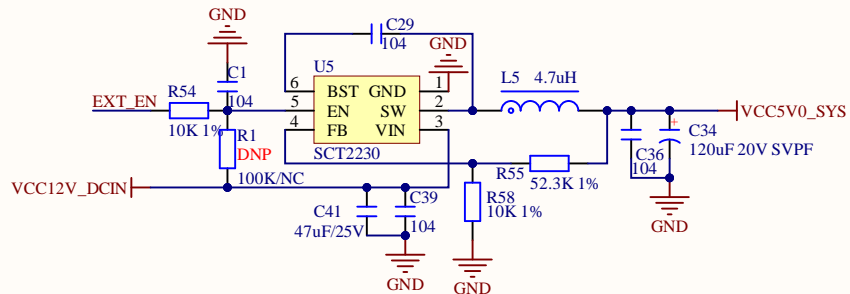 GND
C29
104
GND
U5
C1
104
6
BST
GND
1
L5
4.7uH
R54
EXT_EN
5
EN
SW
2
VCC5V0_SYS
10K 1%
4
FB
VIN
3
+
C34
120uF 20V SVPF
R1
DNP
SCT2230
C36
104
R55
52.3K 1%
100K/NC
VCC12V_DCIN
R58
10K 1%
C41
47uF/25V
C39
104
GND
GND
GND